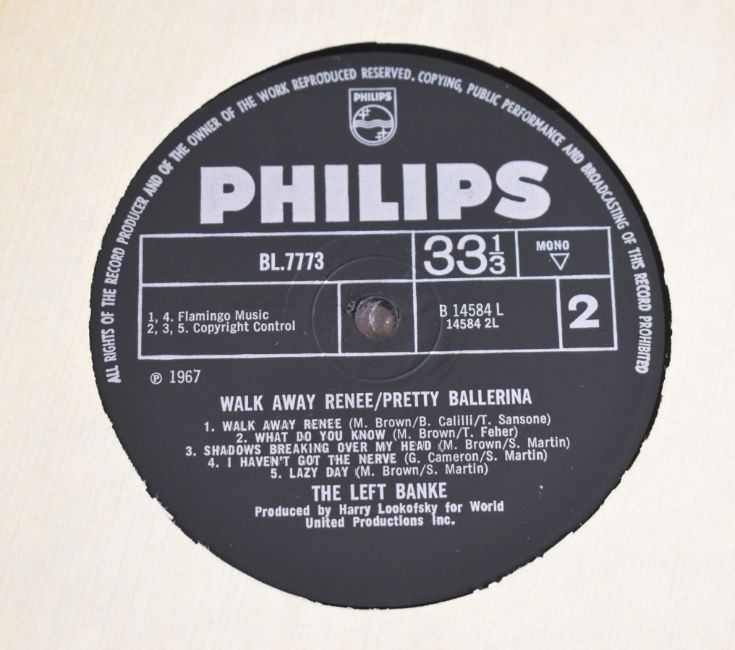 ALL RIGHTS OF THE RECORD PRODUCER AND OF THE OWNER OF THE WORK REPRODUCED RESERVED. COPYING, PUBLIC PERFORMANCE AND BROADCASTING OF THIS RECORD PROHIBITED
PHILIPS
PHILIPS
BL.7773
33 1/3
MONO
1, 4. Flamingo Music
2, 3, 5. Copyright Control
B 14584 L
14584 2L
2
℗ 1967
WALK AWAY RENEE/PRETTY BALLERINA
1. WALK AWAY RENEE (M. Brown/B. Calilli/T. Sansone)
2. WHAT DO YOU KNOW (M. Brown/T. Feher)
3. SHADOWS BREAKING OVER MY HEAD (M. Brown/S. Martin)
4. I HAVEN'T GOT THE NERVE (G. Cameron/S. Martin)
5. LAZY DAY (M. Brown/S. Martin)
THE LEFT BANKE
Produced by Harry Lookofsky for World
United Productions Inc.